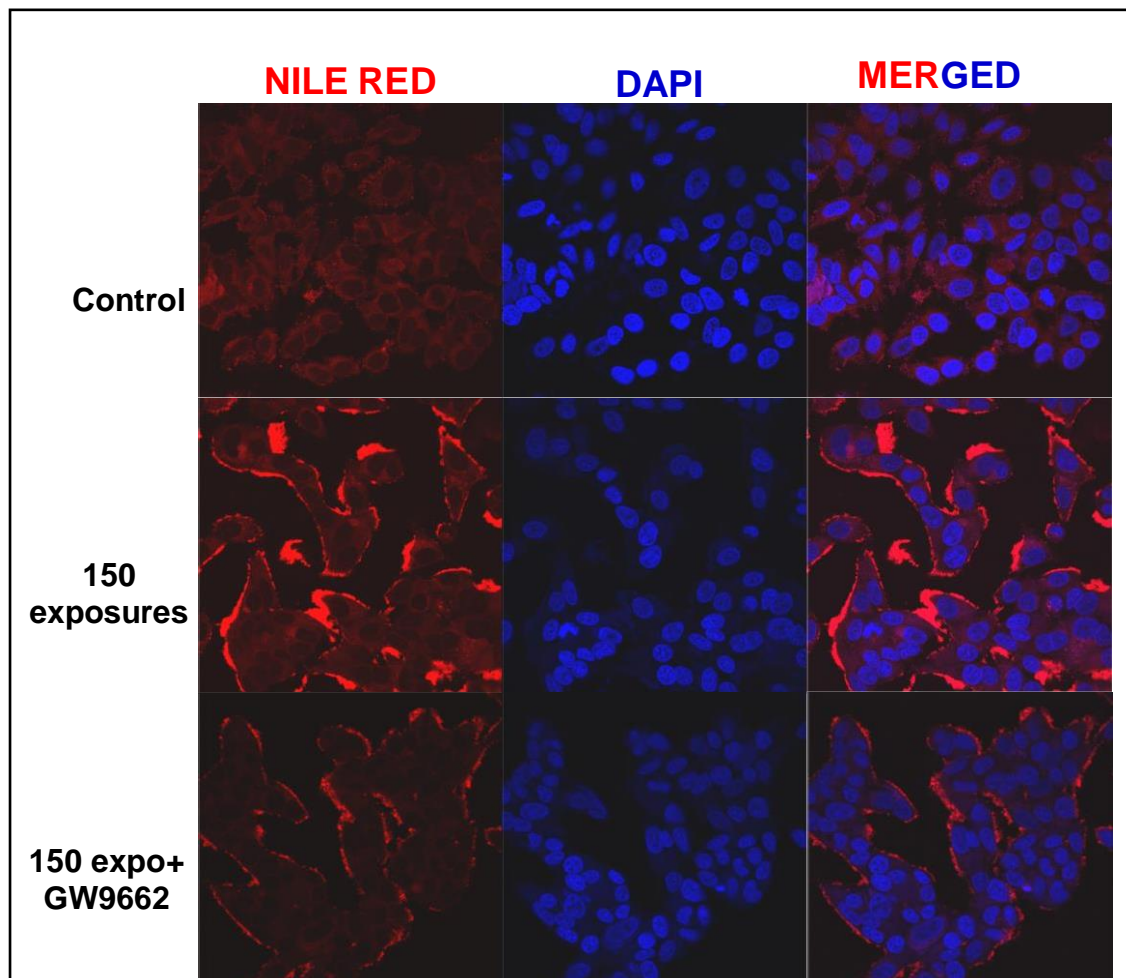 NILE RED
DAPI
MERGED
Control
150
exposures
150 expo+
GW9662